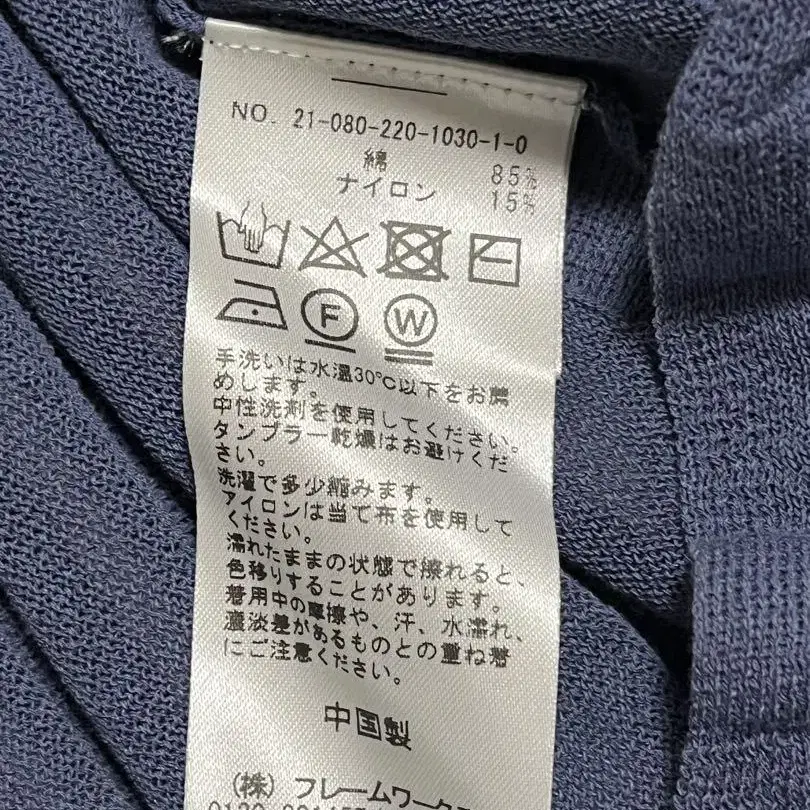 NO. 21-080-220-1030-1-0
綿 85%
ナイロン 15%
F W
手洗いは水温30℃以下をお薦
めします。
中性洗剤を使用してください。
タンブラー乾燥はお避けくだ
さい。
洗濯で多少縮みます。
アイロンは当て布を使用して
ください。
濡れたままの状態で擦れると、
色移りすることがあります。
着用中の摩擦や、汗、水濡れ、
濃淡差があるものとの重ね着
にご注意ください。
中国製
(株) フレームワーク